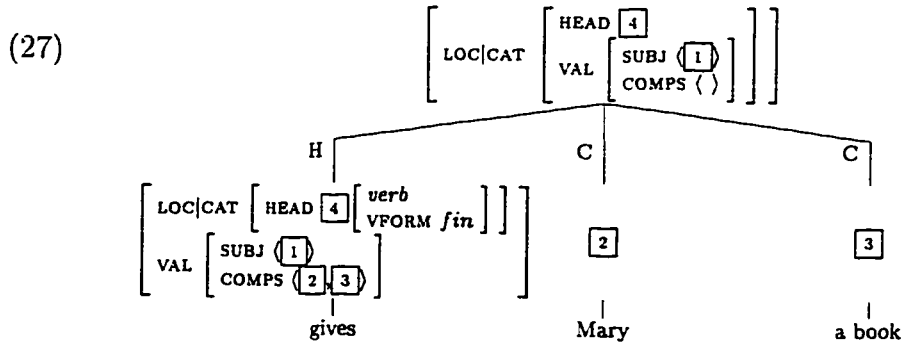 (27)
[ LOC|CAT [ HEAD [4]
VAL [ SUBJ ⟨[1]⟩
COMPS ⟨ ⟩ ] ] ]
H C C
[ LOC|CAT [ HEAD [4] [ verb
VFORM fin ] ]
VAL [ SUBJ ⟨[1]⟩
COMPS ⟨[2],[3]⟩ ] ]
[2] [3]
gives Mary a book